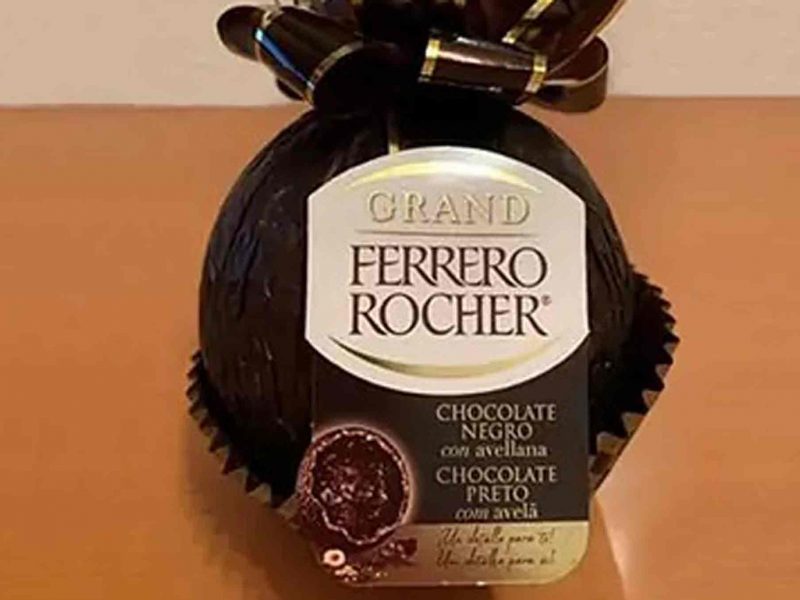 GRAND
FERRERO
ROCHER®
CHOCOLATE
NEGRO
con avellana
CHOCOLATE
PRETO
com avelã
¡Un detalle para ti!
Um detalhe para si!